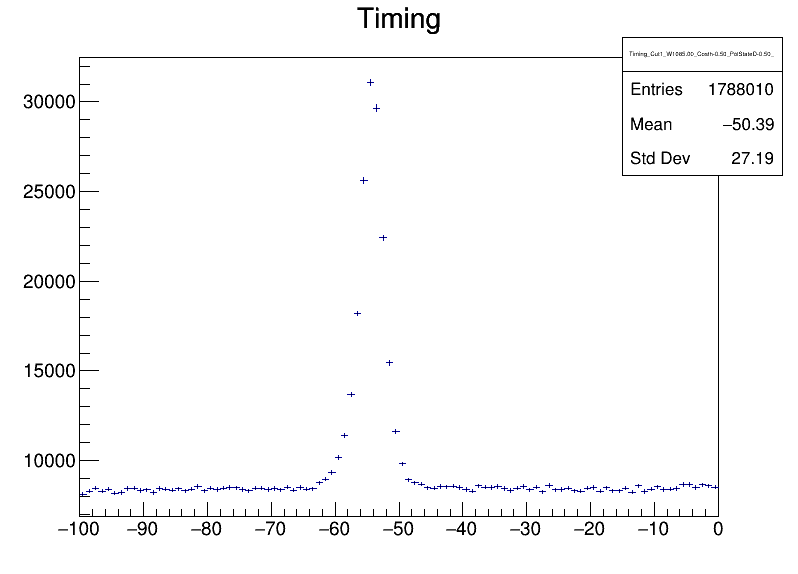 Timing
Timing_Cut1_W1065.00_Costh-0.50_PolStateD-0.50_
Entries 1788010
Mean −50.39
Std Dev 27.19
30000
25000
20000
15000
10000
−100 −90 −80 −70 −60 −50 −40 −30 −20 −10 0